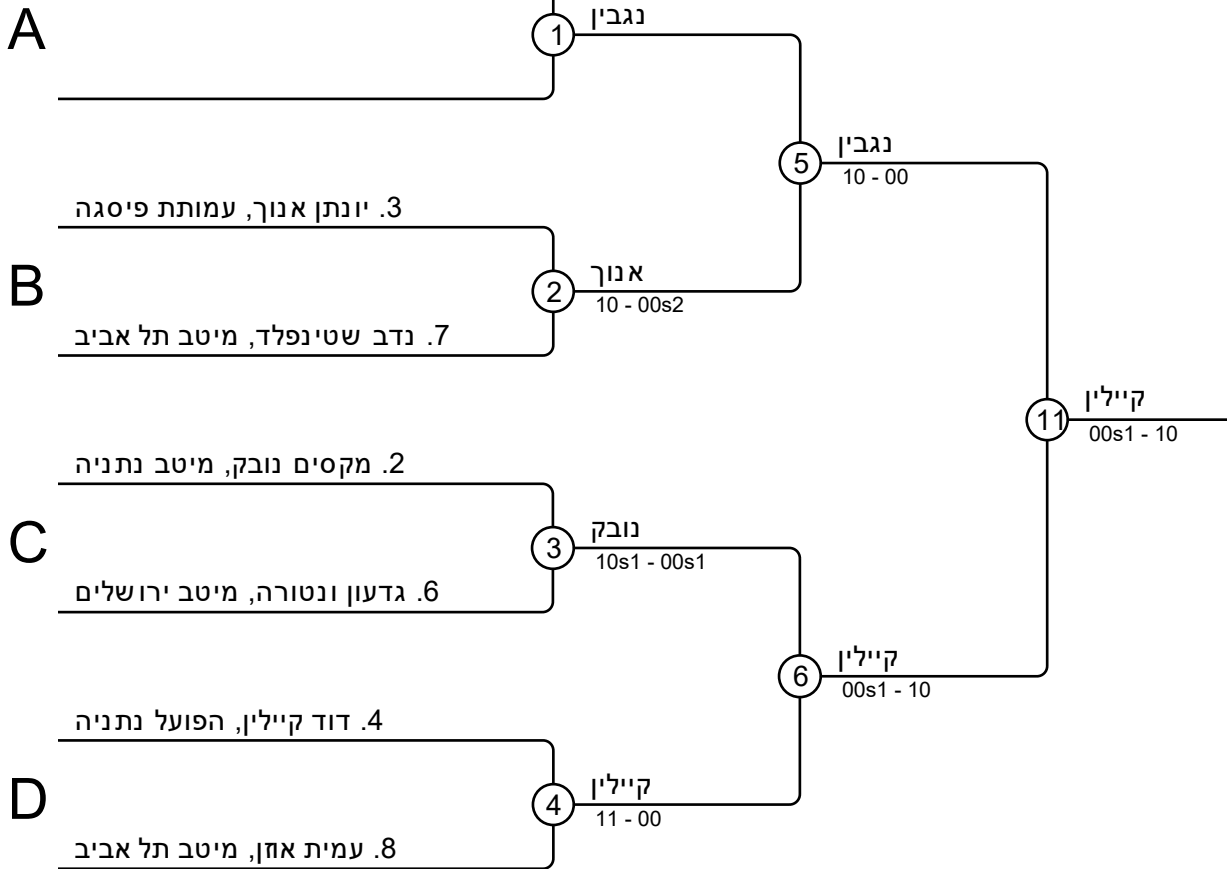 A
1
נגבין
5
נגבין
10 - 00
3. יונתן אנוך, עמותת פיסגה
B
2
אנוך
10 - 00s2
7. נדב שטינפלד, מיטב תל אביב
11
קיילין
00s1 - 10
2. מקסים נובק, מיטב נתניה
C
3
נובק
10s1 - 00s1
6. גדעון ונטורה, מיטב ירושלים
6
קיילין
00s1 - 10
4. דוד קיילין, הפועל נתניה
D
4
קיילין
11 - 00
8. עמית אוזן, מיטב תל אביב